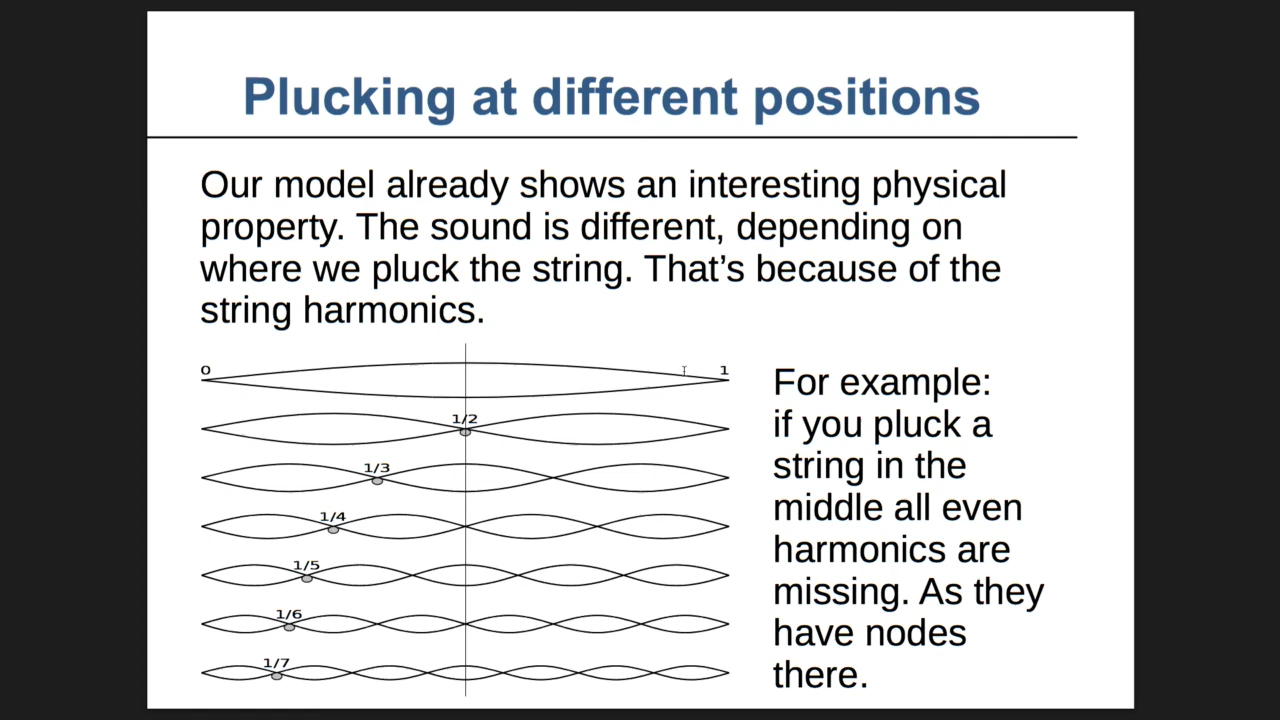 Plucking at different positions
Our model already shows an interesting physical
property. The sound is different, depending on
where we pluck the string. That’s because of the
string harmonics.
0
1
1/2
1/3
1/4
1/5
1/6
1/7
For example:
if you pluck a
string in the
middle all even
harmonics are
missing. As they
have nodes
there.